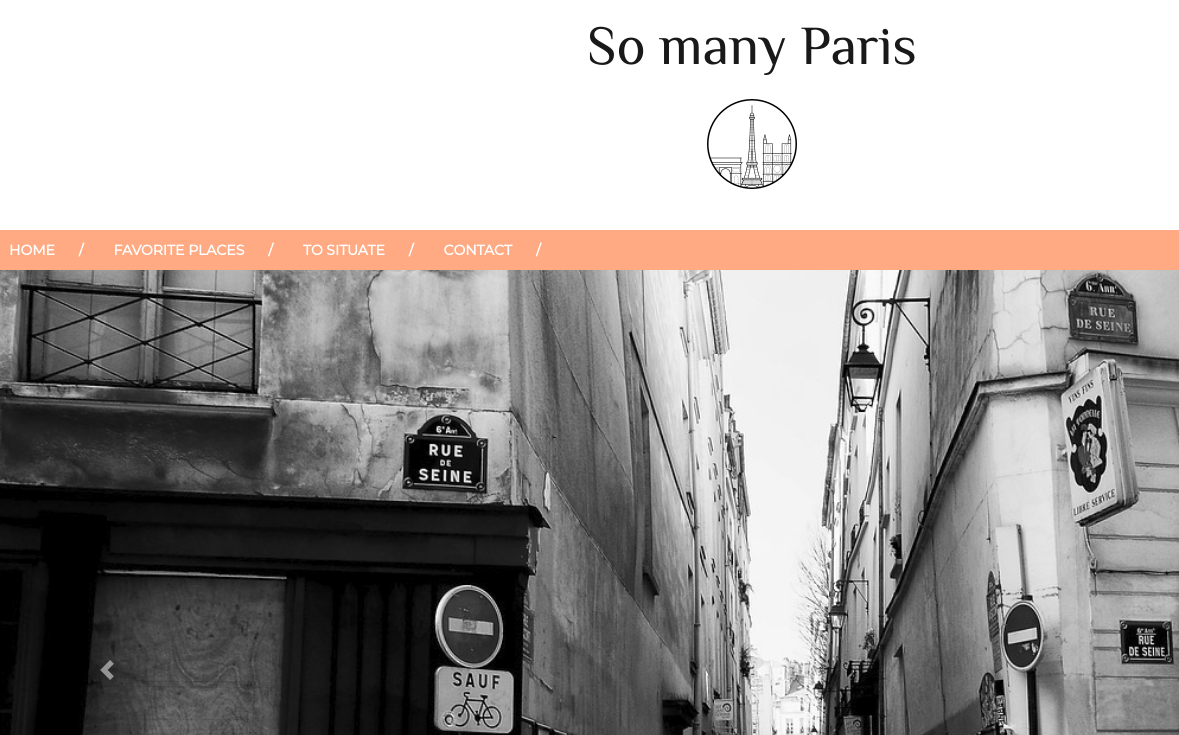 So many Paris
HOME / FAVORITE PLACES / TO SITUATE / CONTACT /
6e Arrt
RUE
DE
SEINE
SAUF
6e Arrt
RUE
DE SEINE
VINS FINS
LIBRE SERVICE
6e Arrt
RUE
DE SEINE